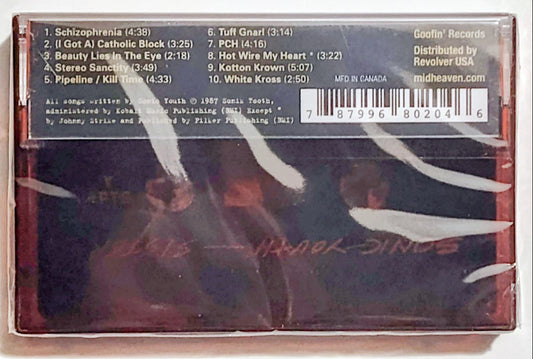 1. Schizophrenia (4:38)
2. (I Got A) Catholic Block (3:25)
3. Beauty Lies In The Eye (2:18)
4. Stereo Sanctity (3:49)
5. Pipeline / Kill Time (4:33)
6. Tuff Gnarl (3:14)
7. PCH (4:16)
8. Hot Wire My Heart * (3:22)
9. Kotton Krown (5:07)
10. White Kross (2:50)
Goofin' Records
Distributed by
Revolver USA
midheaven.com
MFD IN CANADA
All songs written by Sonic Youth ℗ 1987 Sonic Tooth,
administered by Kobalt Music Publishing (BMI) Except *
by Johnny Strike and Published by Pilker Publishing (BMI)
7 87996 80204 6
SONIC YOUTH — SISTER